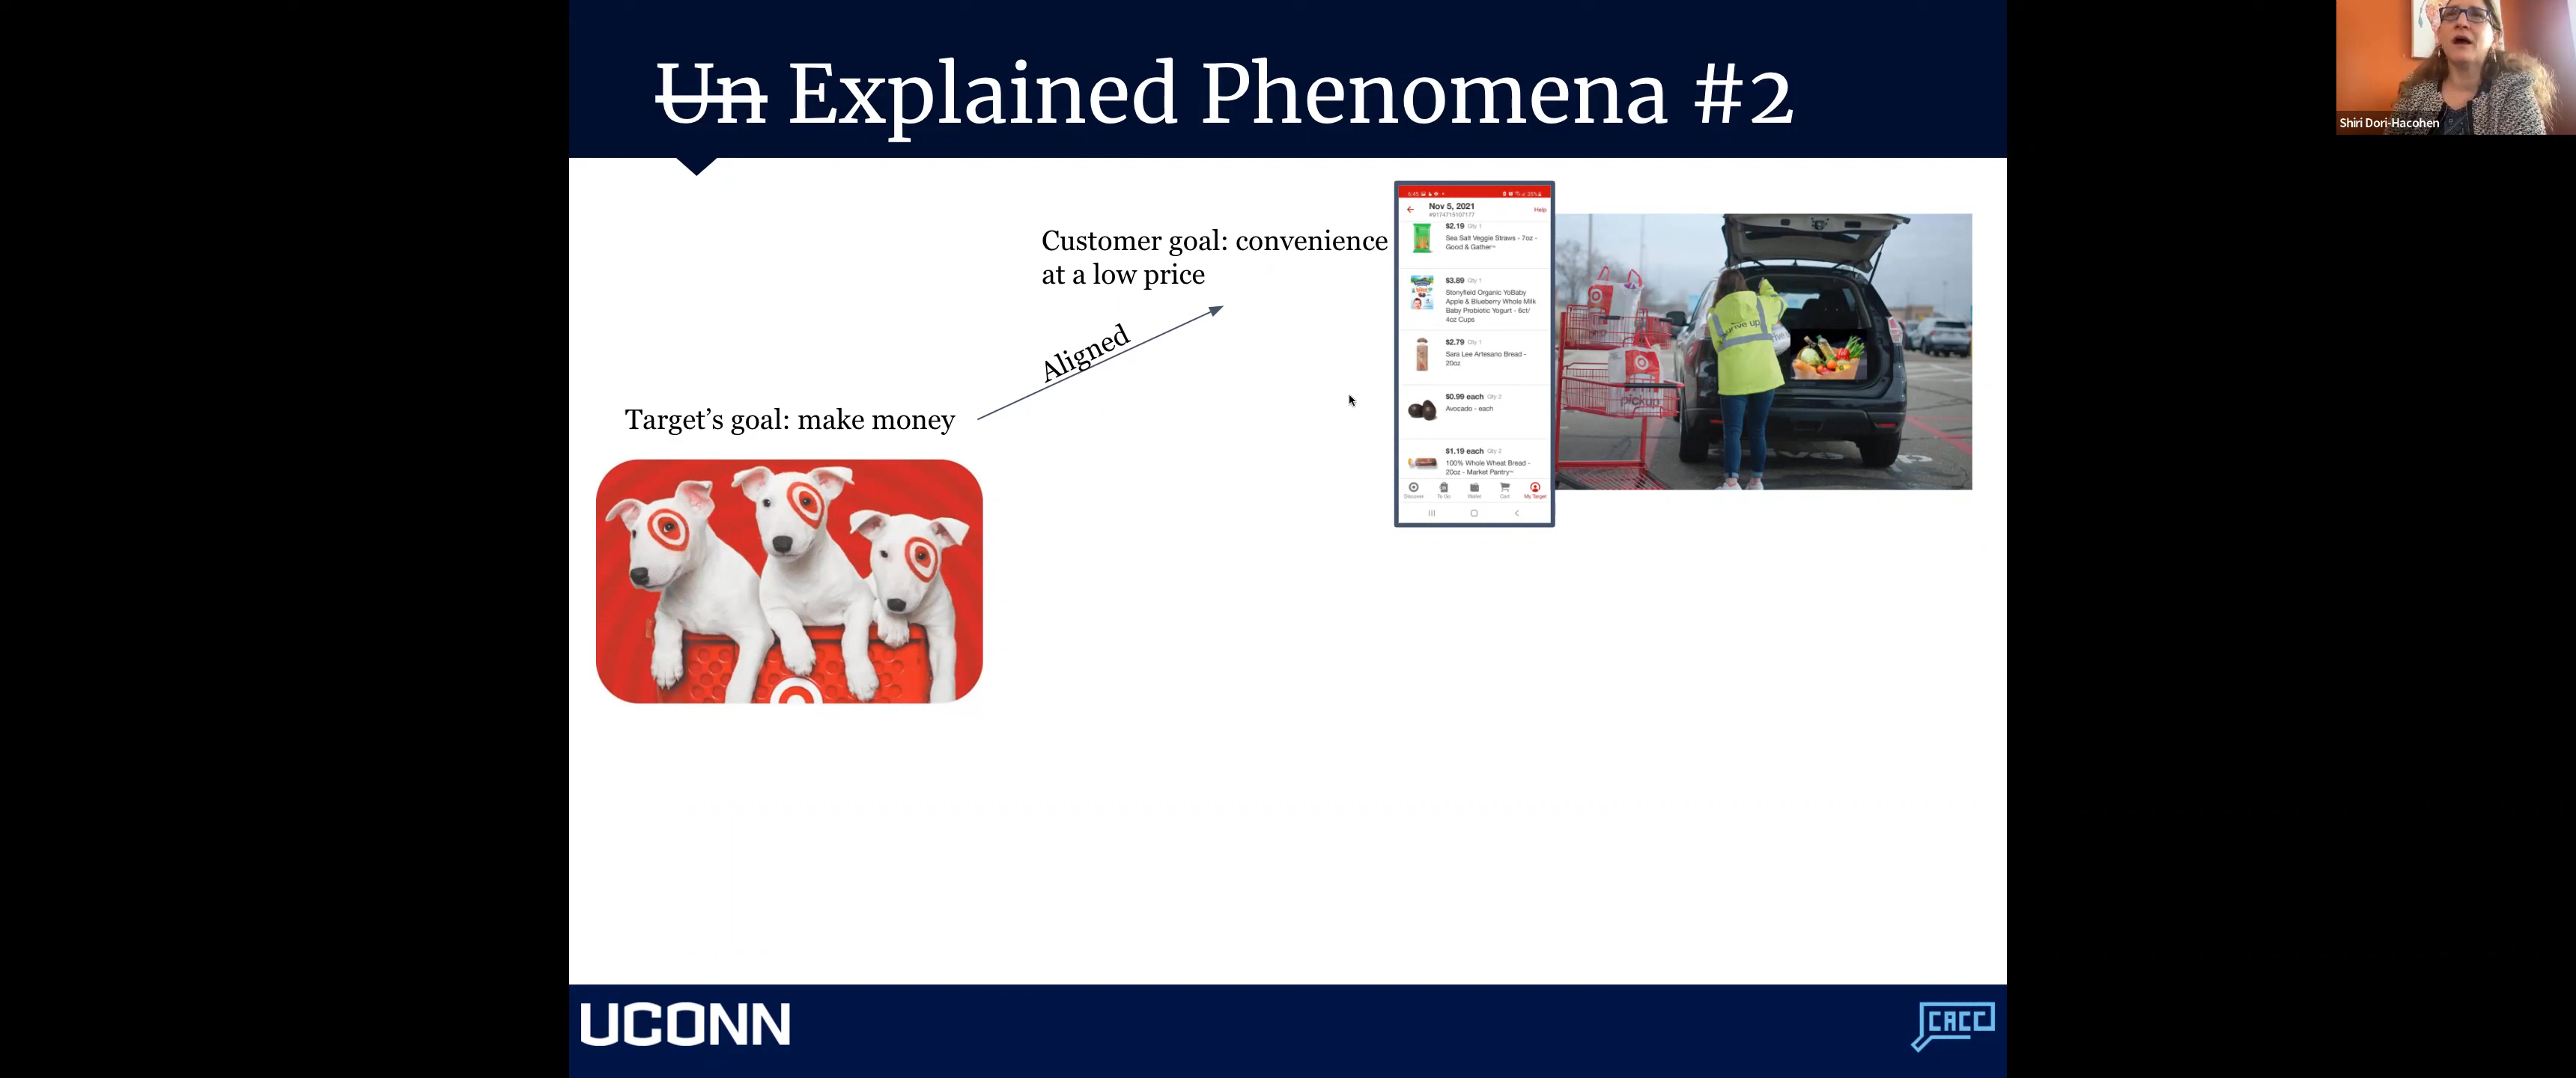 Un Explained Phenomena #2
Shiri Dori-Hacohen
Customer goal: convenience
at a low price
Aligned
Target's goal: make money
Nov 5, 2021
#9174715107177
Help
$2.19 Qty 1
Sea Salt Veggie Straws - 7oz -
Good & Gather™
$3.89 Qty 1
Stonyfield Organic YoBaby
Apple & Blueberry Whole Milk
Baby Probiotic Yogurt - 6ct/
4oz Cups
$2.79 Qty 1
Sara Lee Artesano Bread -
20oz
$0.99 each Qty 2
Avocado - each
$1.19 each Qty 2
100% Whole Wheat Bread -
20oz - Market Pantry™
Discover
To Go
Wallet
Cart
My Target
pickup
UCONN
CACC